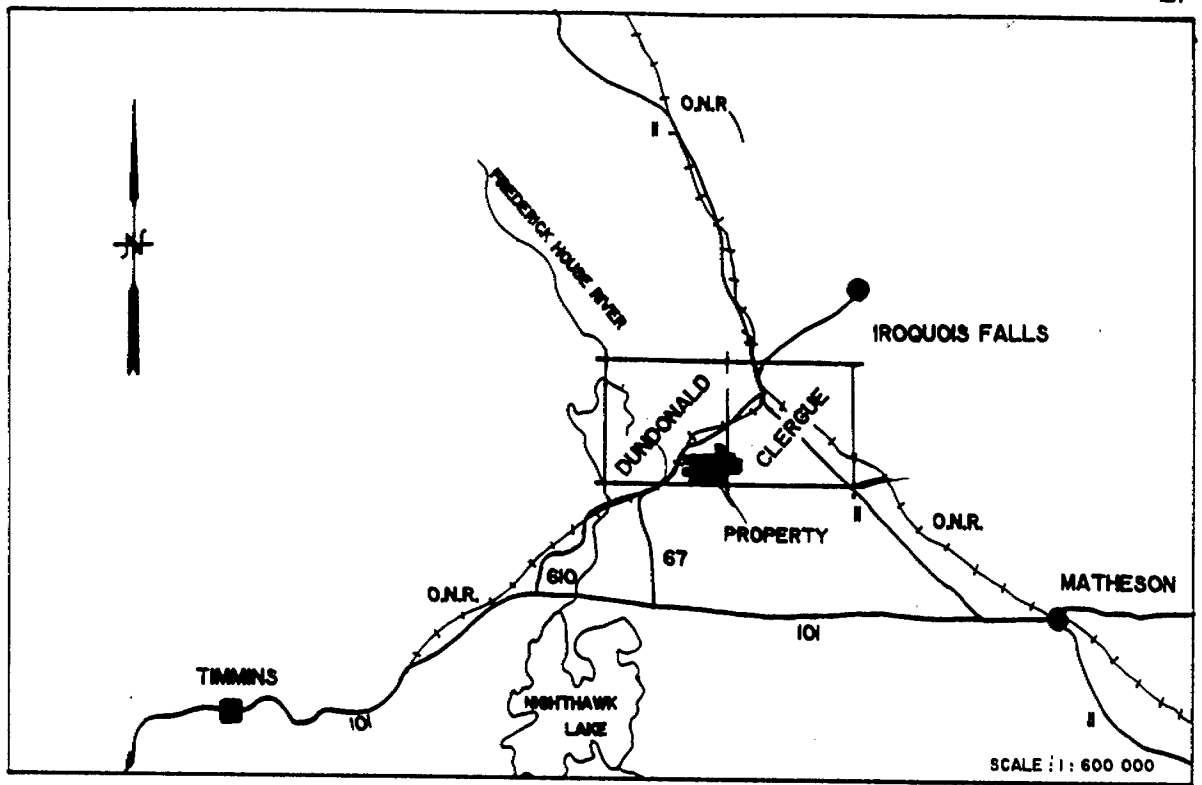 O.N.R.
11
N
FREDERICK HOUSE RIVER
IROQUOIS FALLS
DUNDONALD
CLERGUE
11
O.N.R.
PROPERTY
67
610
O.N.R.
MATHESON
101
TIMMINS
101
NIGHTHAWK
LAKE
11
SCALE : 1 : 600 000